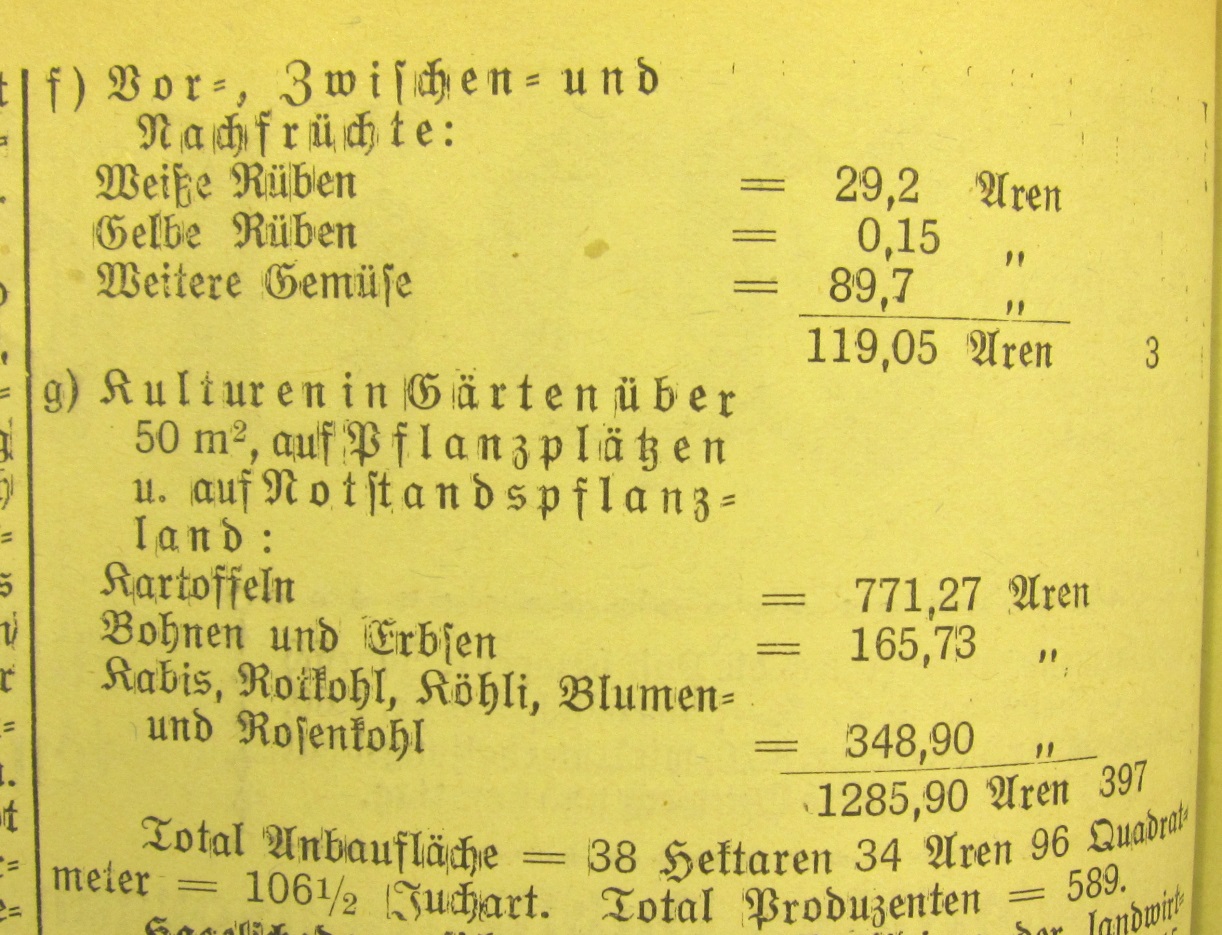 f) Vor-, Zwischen- und
Nachfrüchte:
Weiße Rüben = 29,2 Aren
Gelbe Rüben = 0,15 „
Weitere Gemüse = 89,7 „
119,05 Aren 3
g) Kulturen in Gärten über
50 m², auf Pflanzplätzen
u. auf Notstandspflanz-
land:
Kartoffeln = 771,27 Aren
Bohnen und Erbsen = 165,73 „
Kabis, Rotkohl, Köhli, Blumen-
und Rosenkohl = 348,90 „
1285,90 Aren 397
Total Anbaufläche = 38 Hektaren 34 Aren 96 Quadrat-
meter = 106½ Juchart. Total Produzenten = 589.
der landwirt-